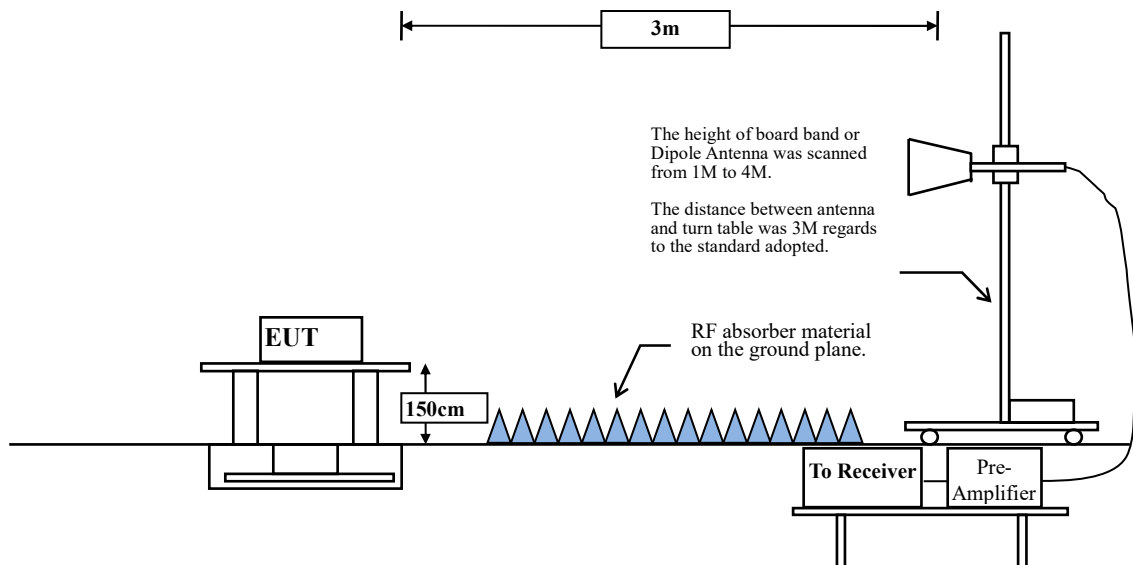 3m
The height of board band or
Dipole Antenna was scanned
from 1M to 4M.
The distance between antenna
and turn table was 3M regards
to the standard adopted.
EUT
RF absorber material
on the ground plane.
150cm
To Receiver
Pre-
Amplifier